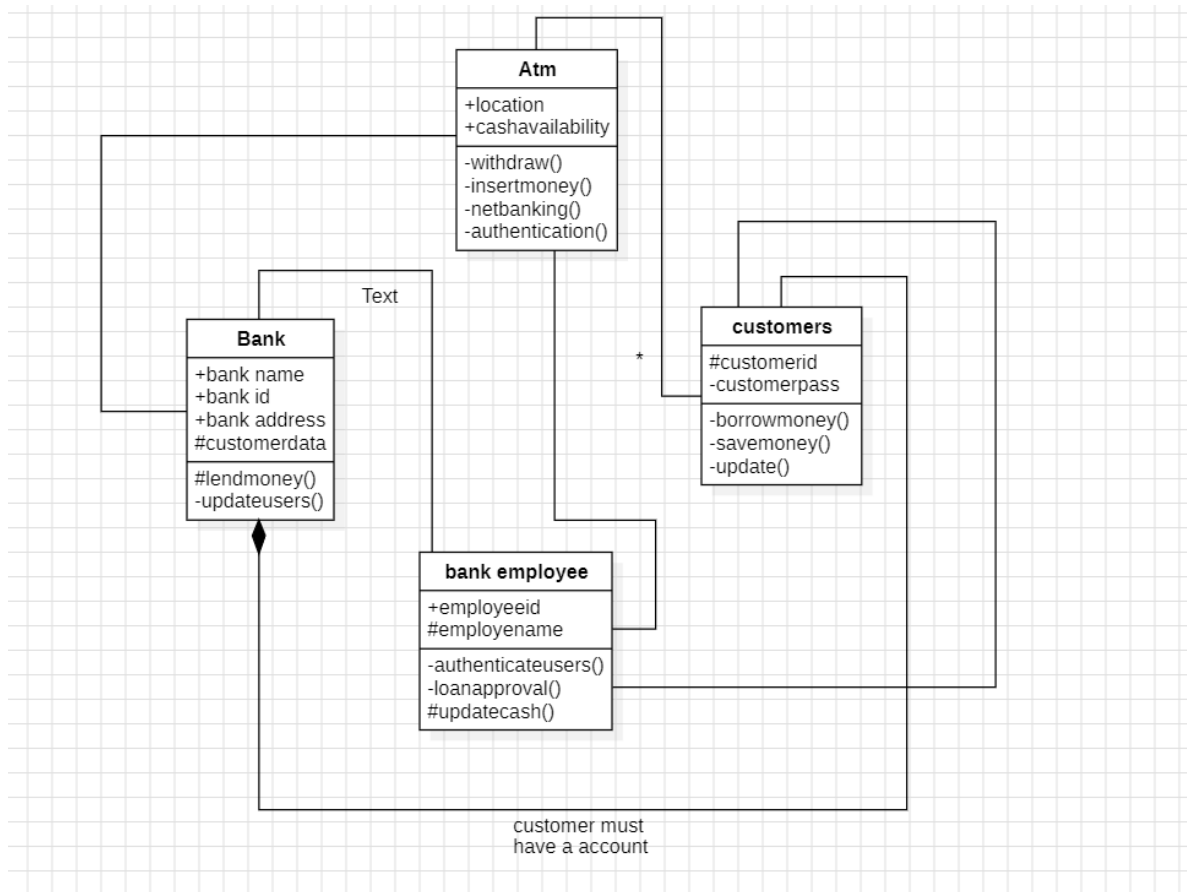 Atm
+location
+cashavailability
-withdraw()
-insertmoney()
-netbanking()
-authentication()
Text
Bank
+bank name
+bank id
+bank address
#customerdata
#lendmoney()
-updateusers()
*
customers
#customerid
-customerpass
-borrowmoney()
-savemoney()
-update()
bank employee
+employeeid
#employename
-authenticateusers()
-loanapproval()
#updatecash()
customer must
have a account